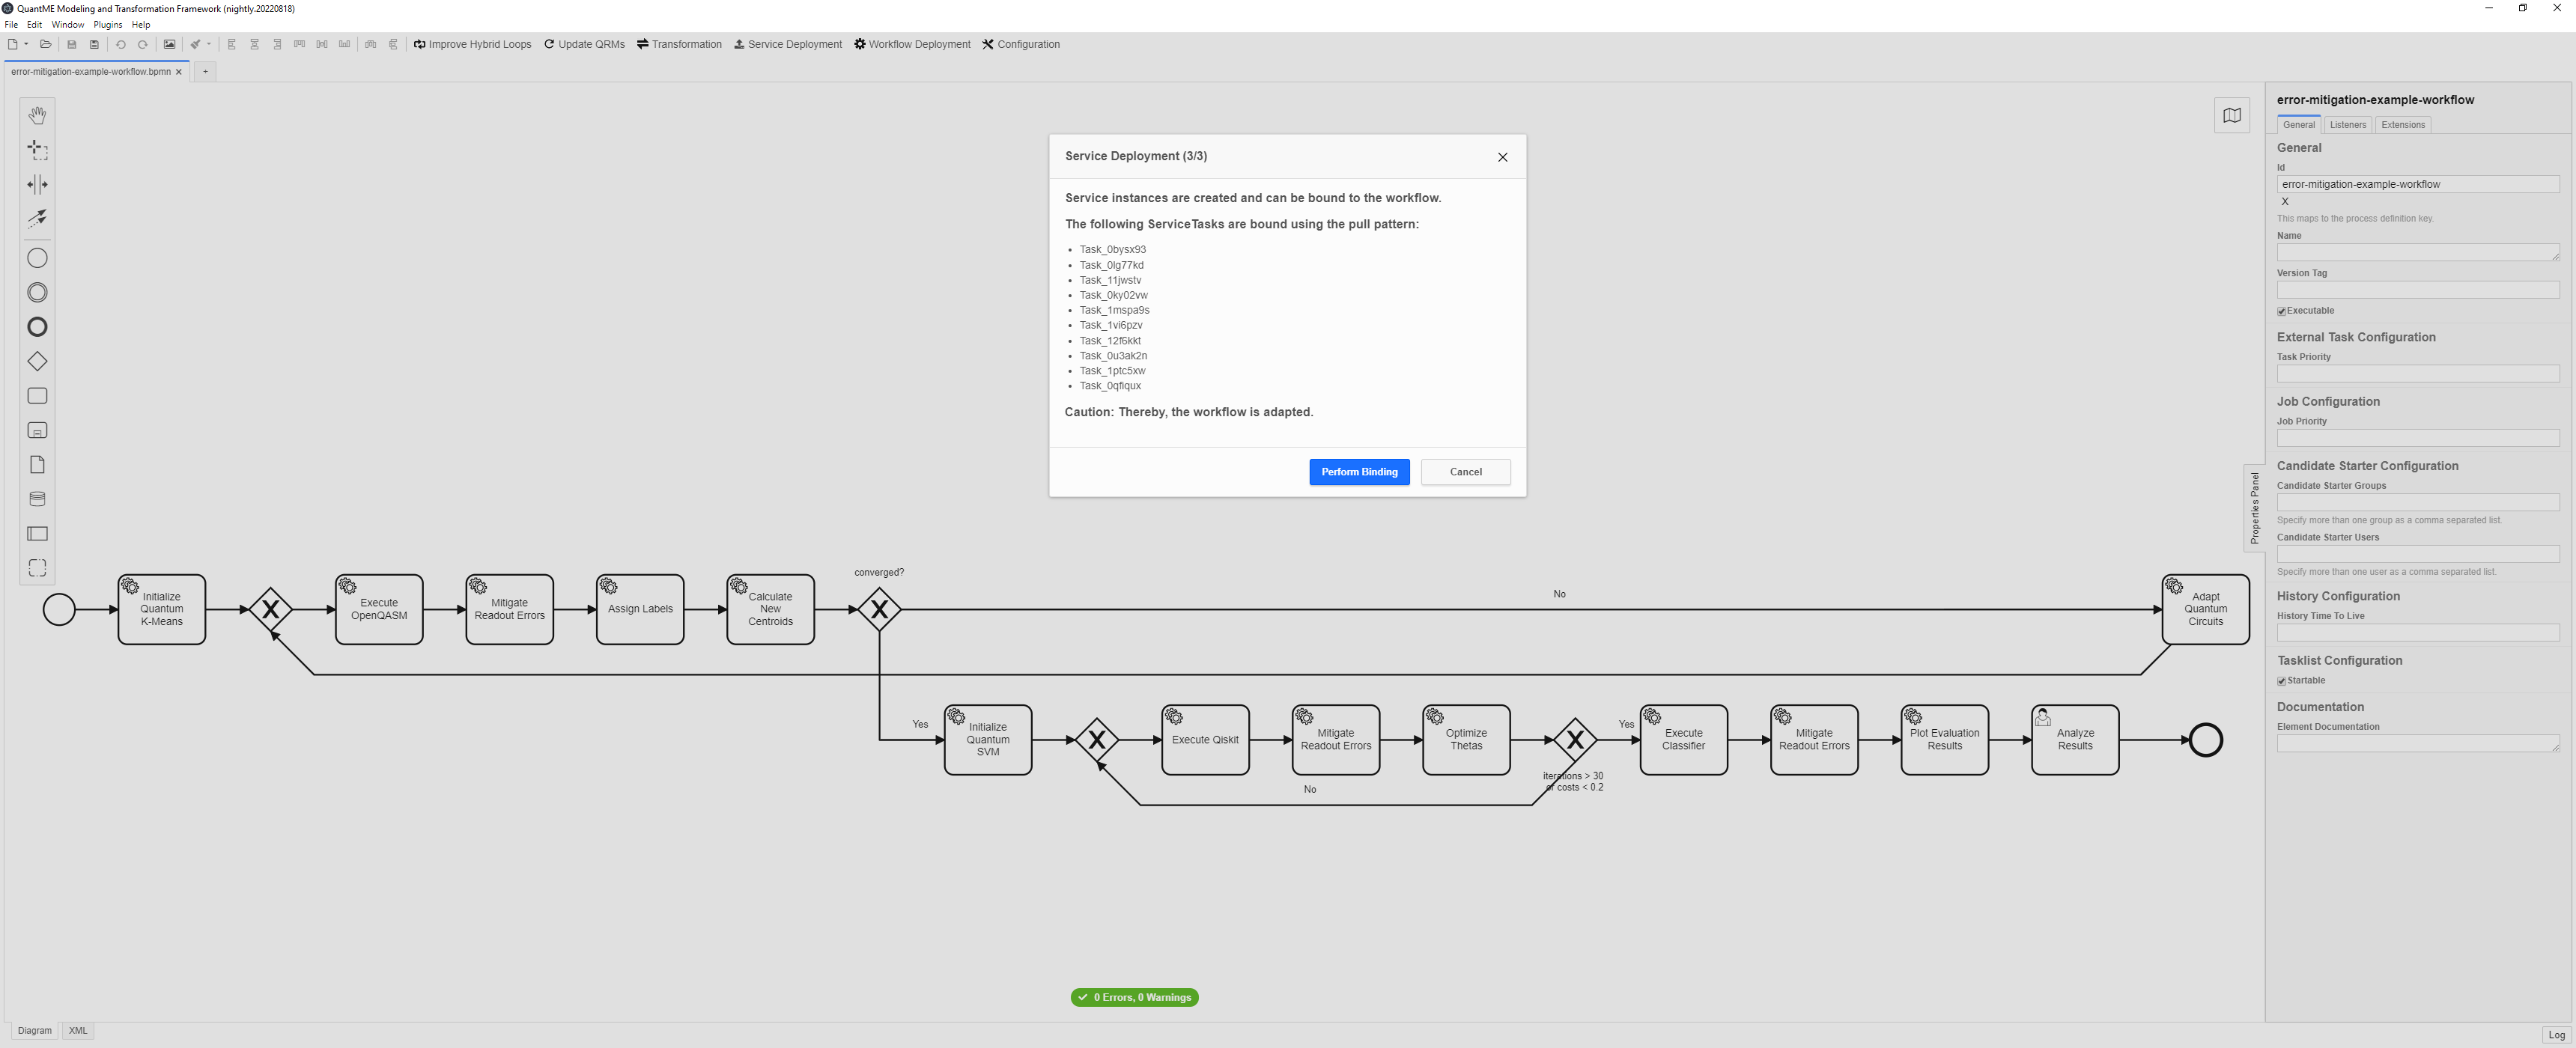 QuantME Modeling and Transformation Framework (nightly.20220818)
File Edit Window Plugins Help
Improve Hybrid Loops Update QRMs Transformation Service Deployment Workflow Deployment Configuration
error-mitigation-example-workflow.bpmn
Service Deployment (3/3)
Service instances are created and can be bound to the workflow.
The following ServiceTasks are bound using the pull pattern:
Task_0bysx93
Task_0lg77kd
Task_11jwstv
Task_0ky02vw
Task_1mspa9s
Task_1vi6pzv
Task_12f6kkt
Task_0u3ak2n
Task_1ptc5xw
Task_0qfiqux
Caution: Thereby, the workflow is adapted.
Perform Binding Cancel
converged?
Initialize
Quantum
K-Means
Execute
OpenQASM
Mitigate
Readout Errors
Assign Labels
Calculate
New
Centroids
No
Adapt
Quantum
Circuits
Yes
Initialize
Quantum
SVM
Execute Qiskit
Mitigate
Readout Errors
Optimize
Thetas
Yes
iterations > 30
or costs < 0.2
No
Execute
Classifier
Mitigate
Readout Errors
Plot Evaluation
Results
Analyze
Results
Properties Panel
error-mitigation-example-workflow
General Listeners Extensions
General
Id
error-mitigation-example-workflow
X
This maps to the process definition key.
Name
Version Tag
Executable
External Task Configuration
Task Priority
Job Configuration
Job Priority
Candidate Starter Configuration
Candidate Starter Groups
Specify more than one group as a comma separated list.
Candidate Starter Users
Specify more than one user as a comma separated list.
History Configuration
History Time To Live
Tasklist Configuration
Startable
Documentation
Element Documentation
0 Errors, 0 Warnings
Diagram XML
Log